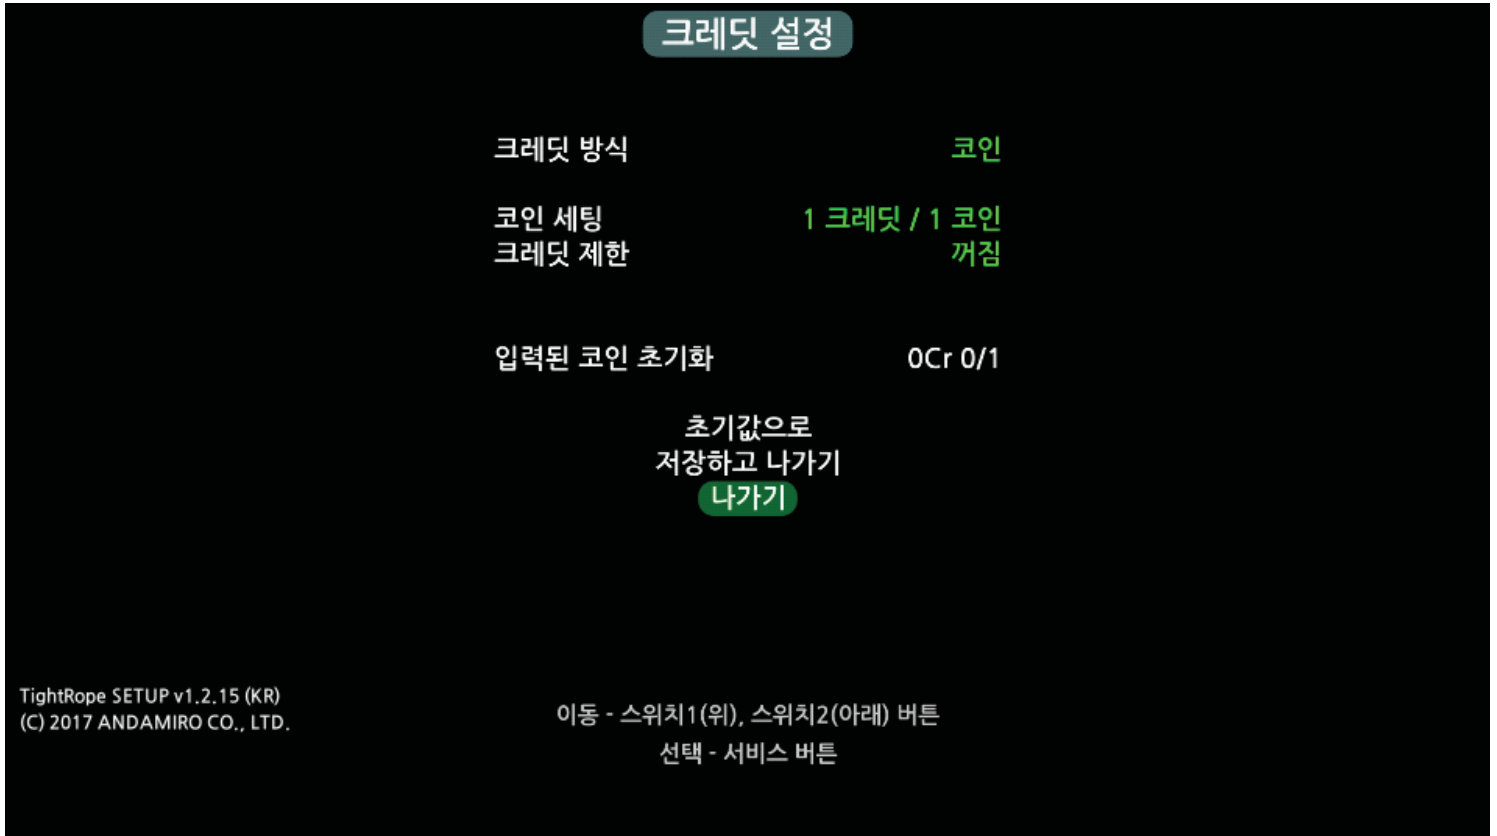 크레딧 설정
크레딧 방식 코인
코인 세팅 1 크레딧 / 1 코인
크레딧 제한 꺼짐
입력된 코인 초기화 0Cr 0/1
초기값으로
저장하고 나가기
나가기
TightRope SETUP v1.2.15 (KR)
(C) 2017 ANDAMIRO CO., LTD.
이동 - 스위치1(위), 스위치2(아래) 버튼
선택 - 서비스 버튼